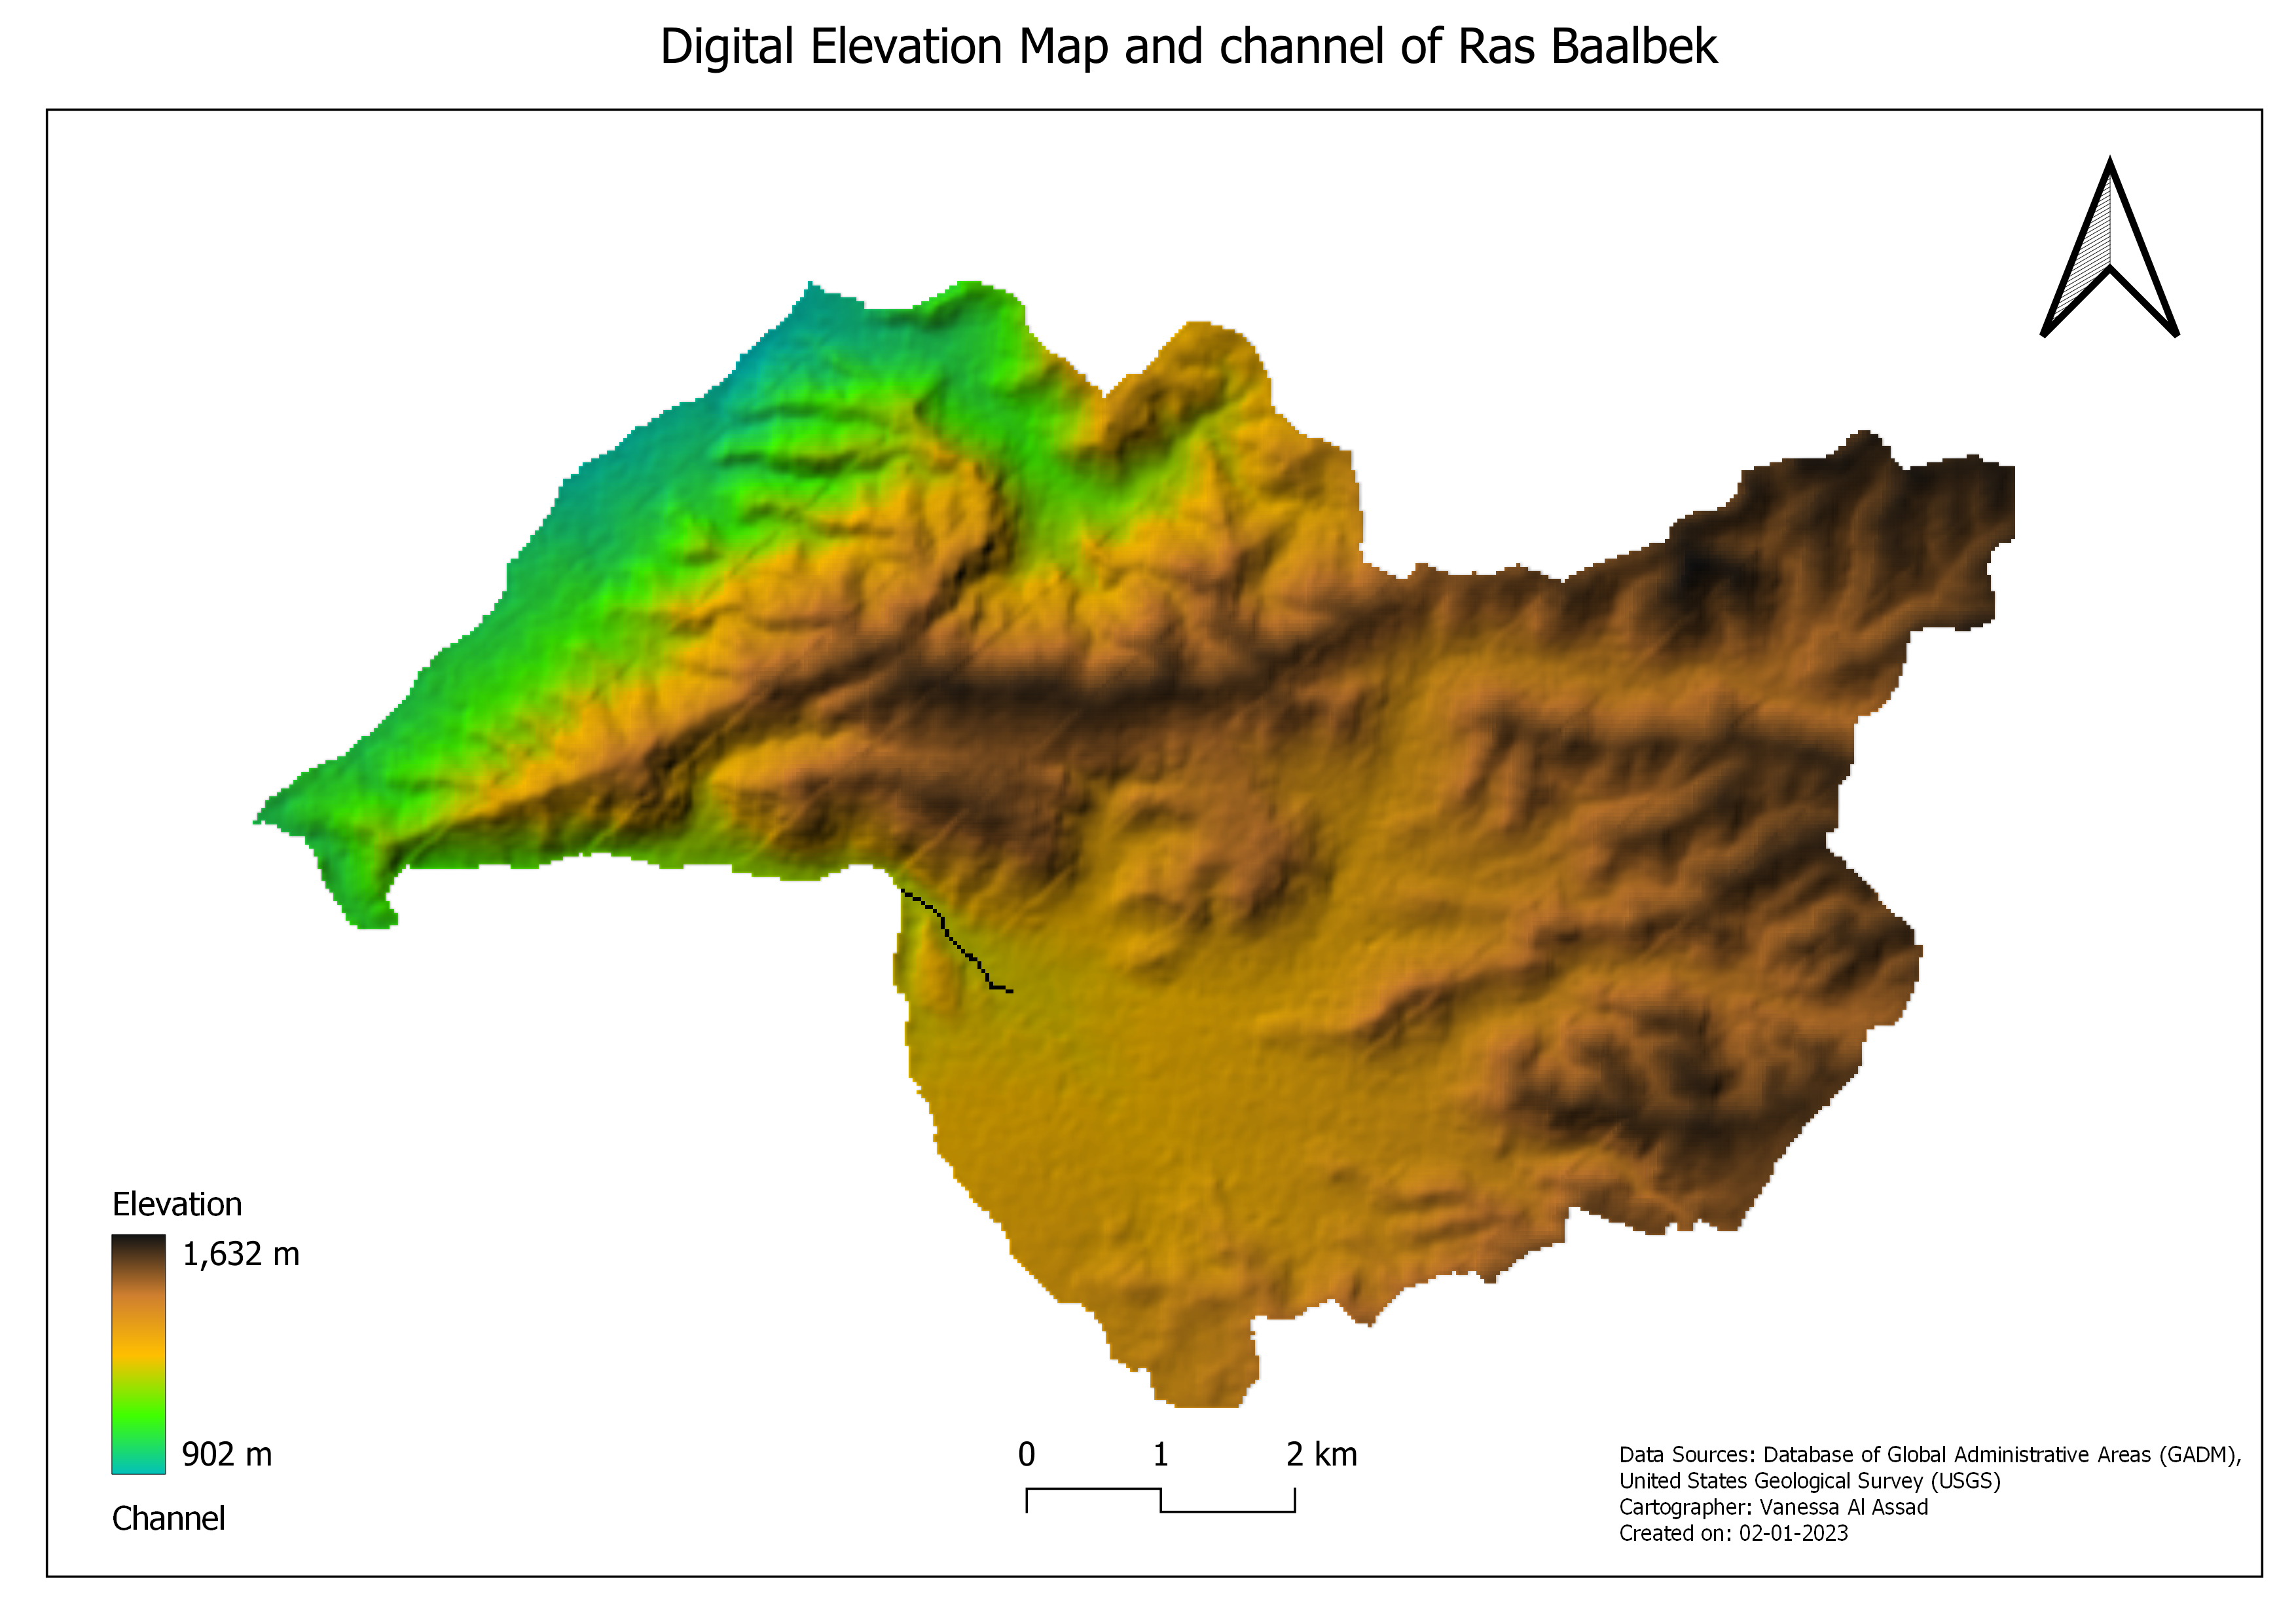 Digital Elevation Map and channel of Ras Baalbek
Elevation
1,632 m
902 m
Channel
0 1 2 km
Data Sources: Database of Global Administrative Areas (GADM),
United States Geological Survey (USGS)
Cartographer: Vanessa Al Assad
Created on: 02-01-2023